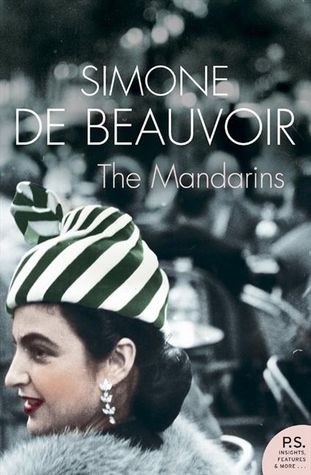 SIMONE
DE BEAUVOIR
The Mandarins
P.S.
INSIGHTS,
FEATURES
& MORE...